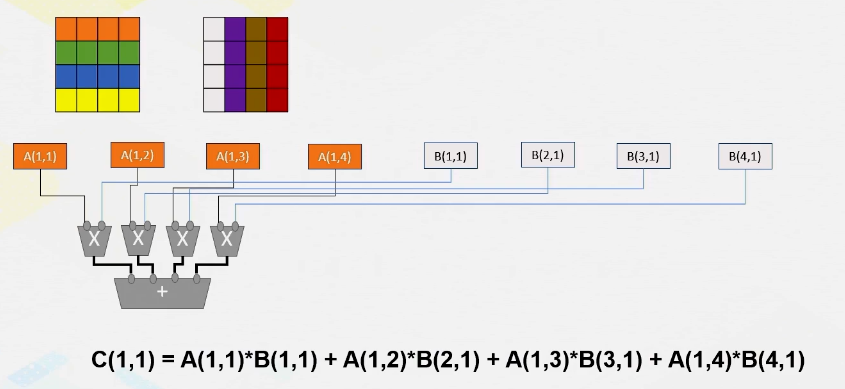 A(1,1) A(1,2) A(1,3) A(1,4) B(1,1) B(2,1) B(3,1) B(4,1)
X X X X
+
C(1,1) = A(1,1)*B(1,1) + A(1,2)*B(2,1) + A(1,3)*B(3,1) + A(1,4)*B(4,1)